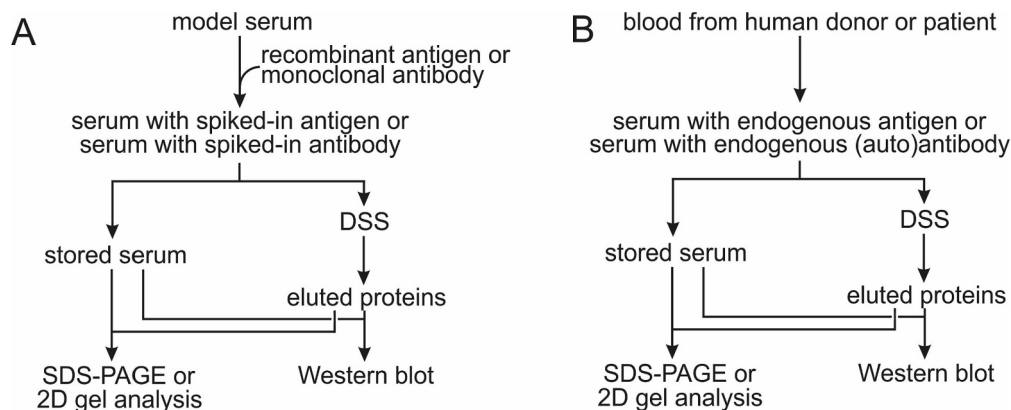 A
model serum
recombinant antigen or
monoclonal antibody
serum with spiked-in antigen or
serum with spiked-in antibody
DSS
stored serum
eluted proteins
SDS-PAGE or
2D gel analysis
Western blot
B
blood from human donor or patient
serum with endogenous antigen or
serum with endogenous (auto)antibody
DSS
stored serum
eluted proteins
SDS-PAGE or
2D gel analysis
Western blot